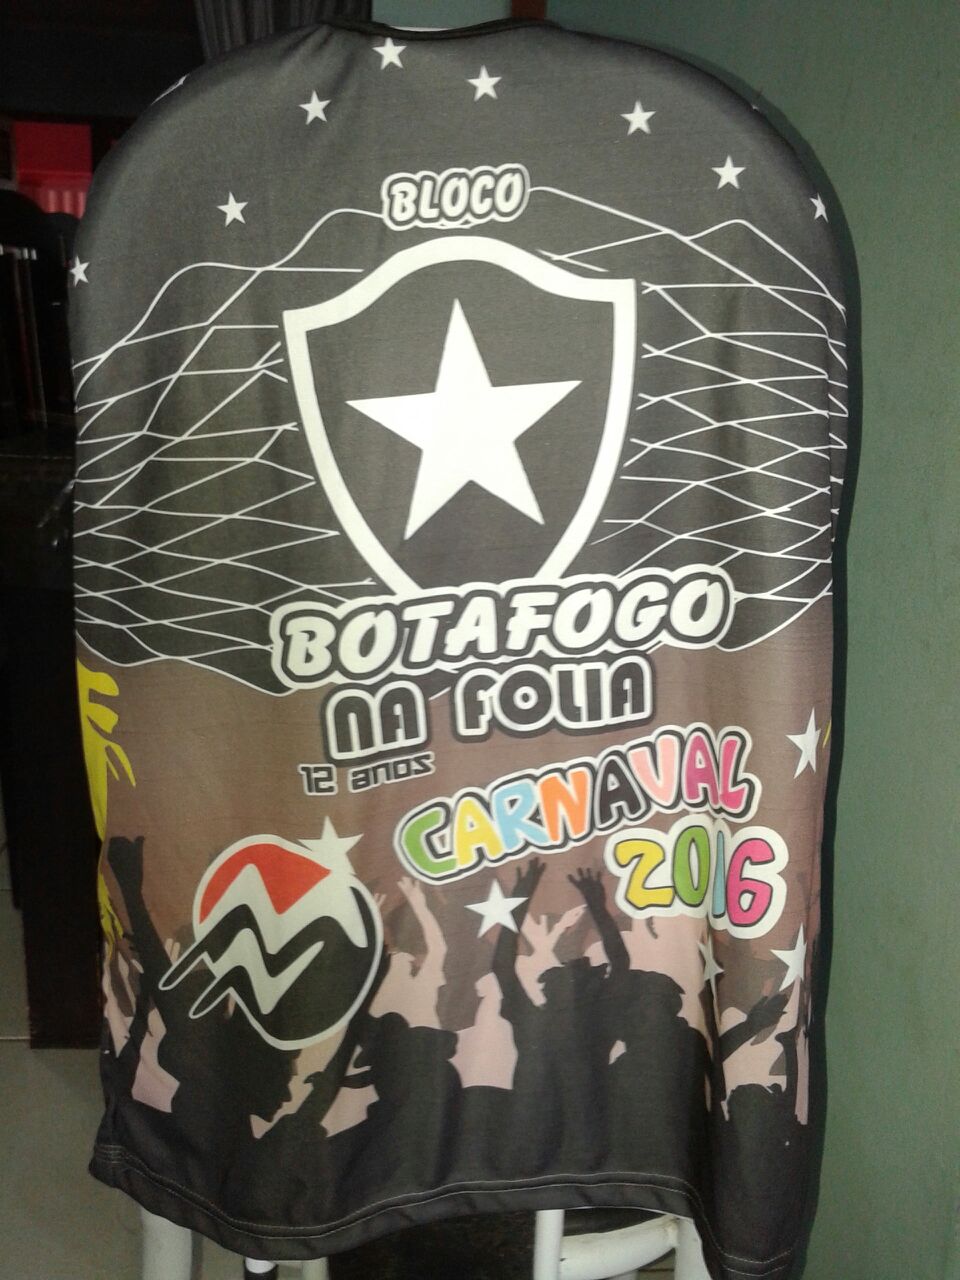 BLOCO
BOTAFOGO
NA FOLIA
12 anos
CARNAVAL
2016